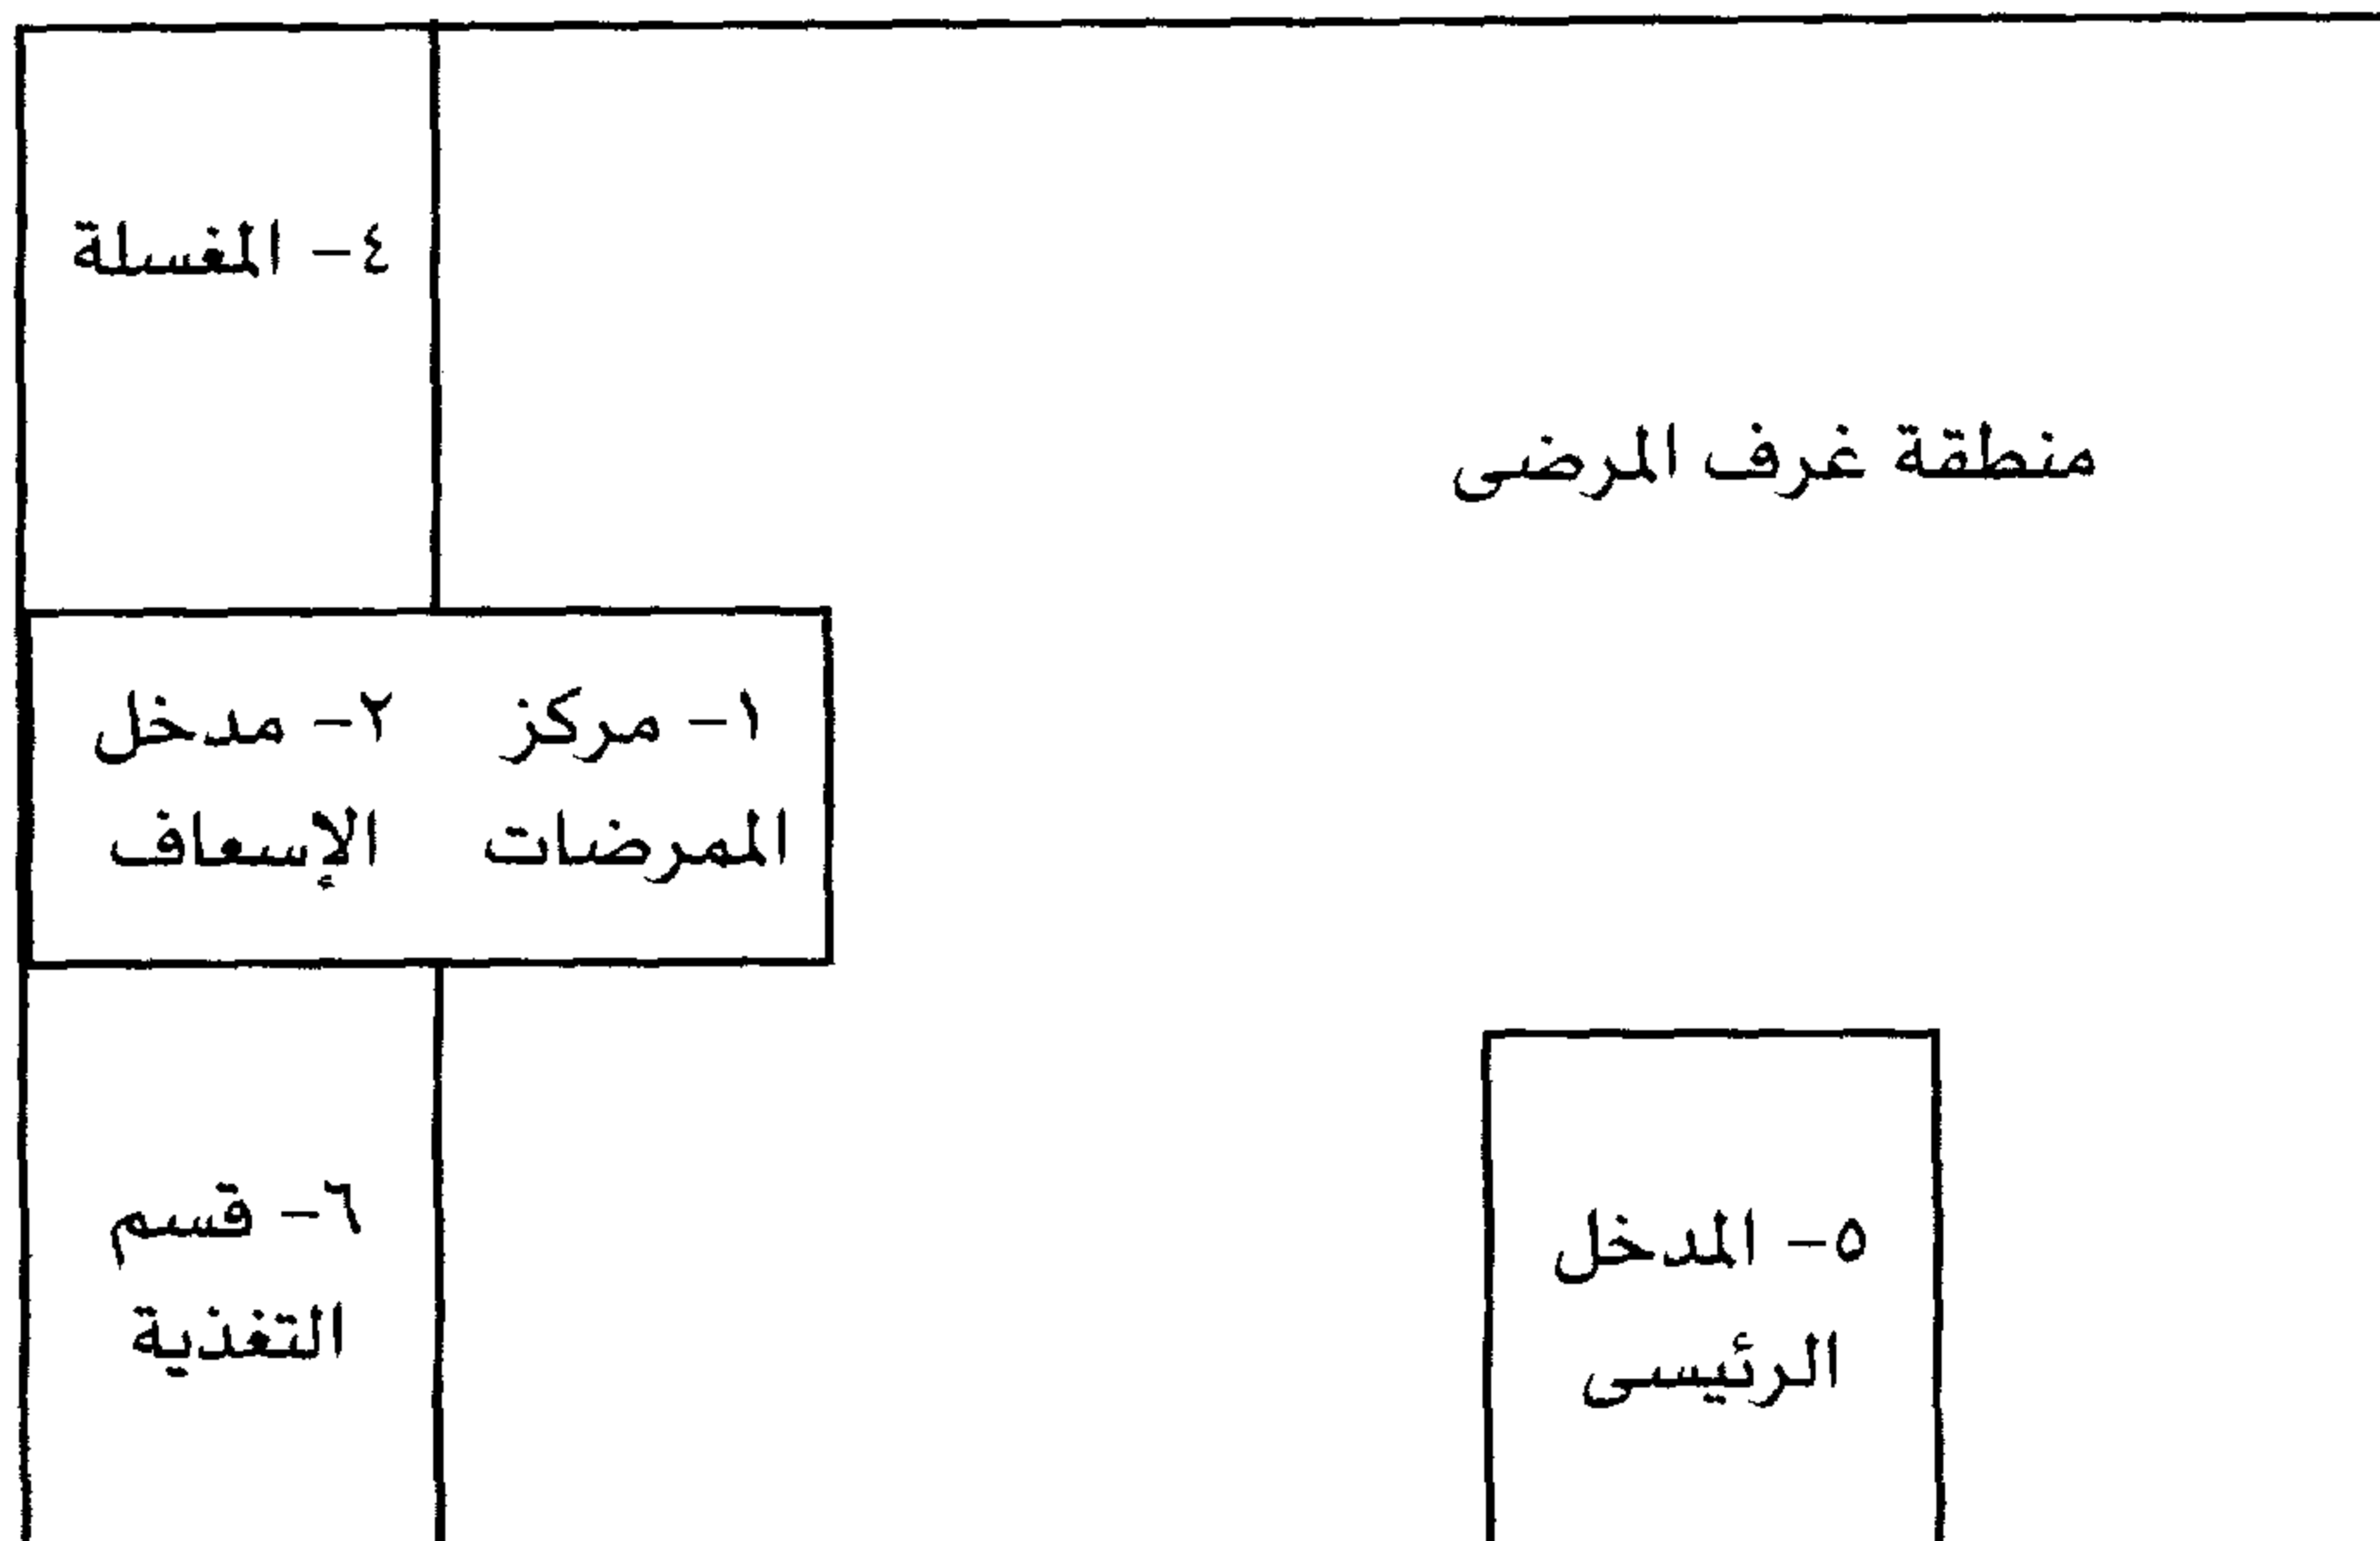 ٤- المغسلة
منطقة غرف المرضى
١- مركز
الممرضات
٢- مدخل
الإسعاف
٥- المدخل
الرئيسى
٦- قسم
التغذية